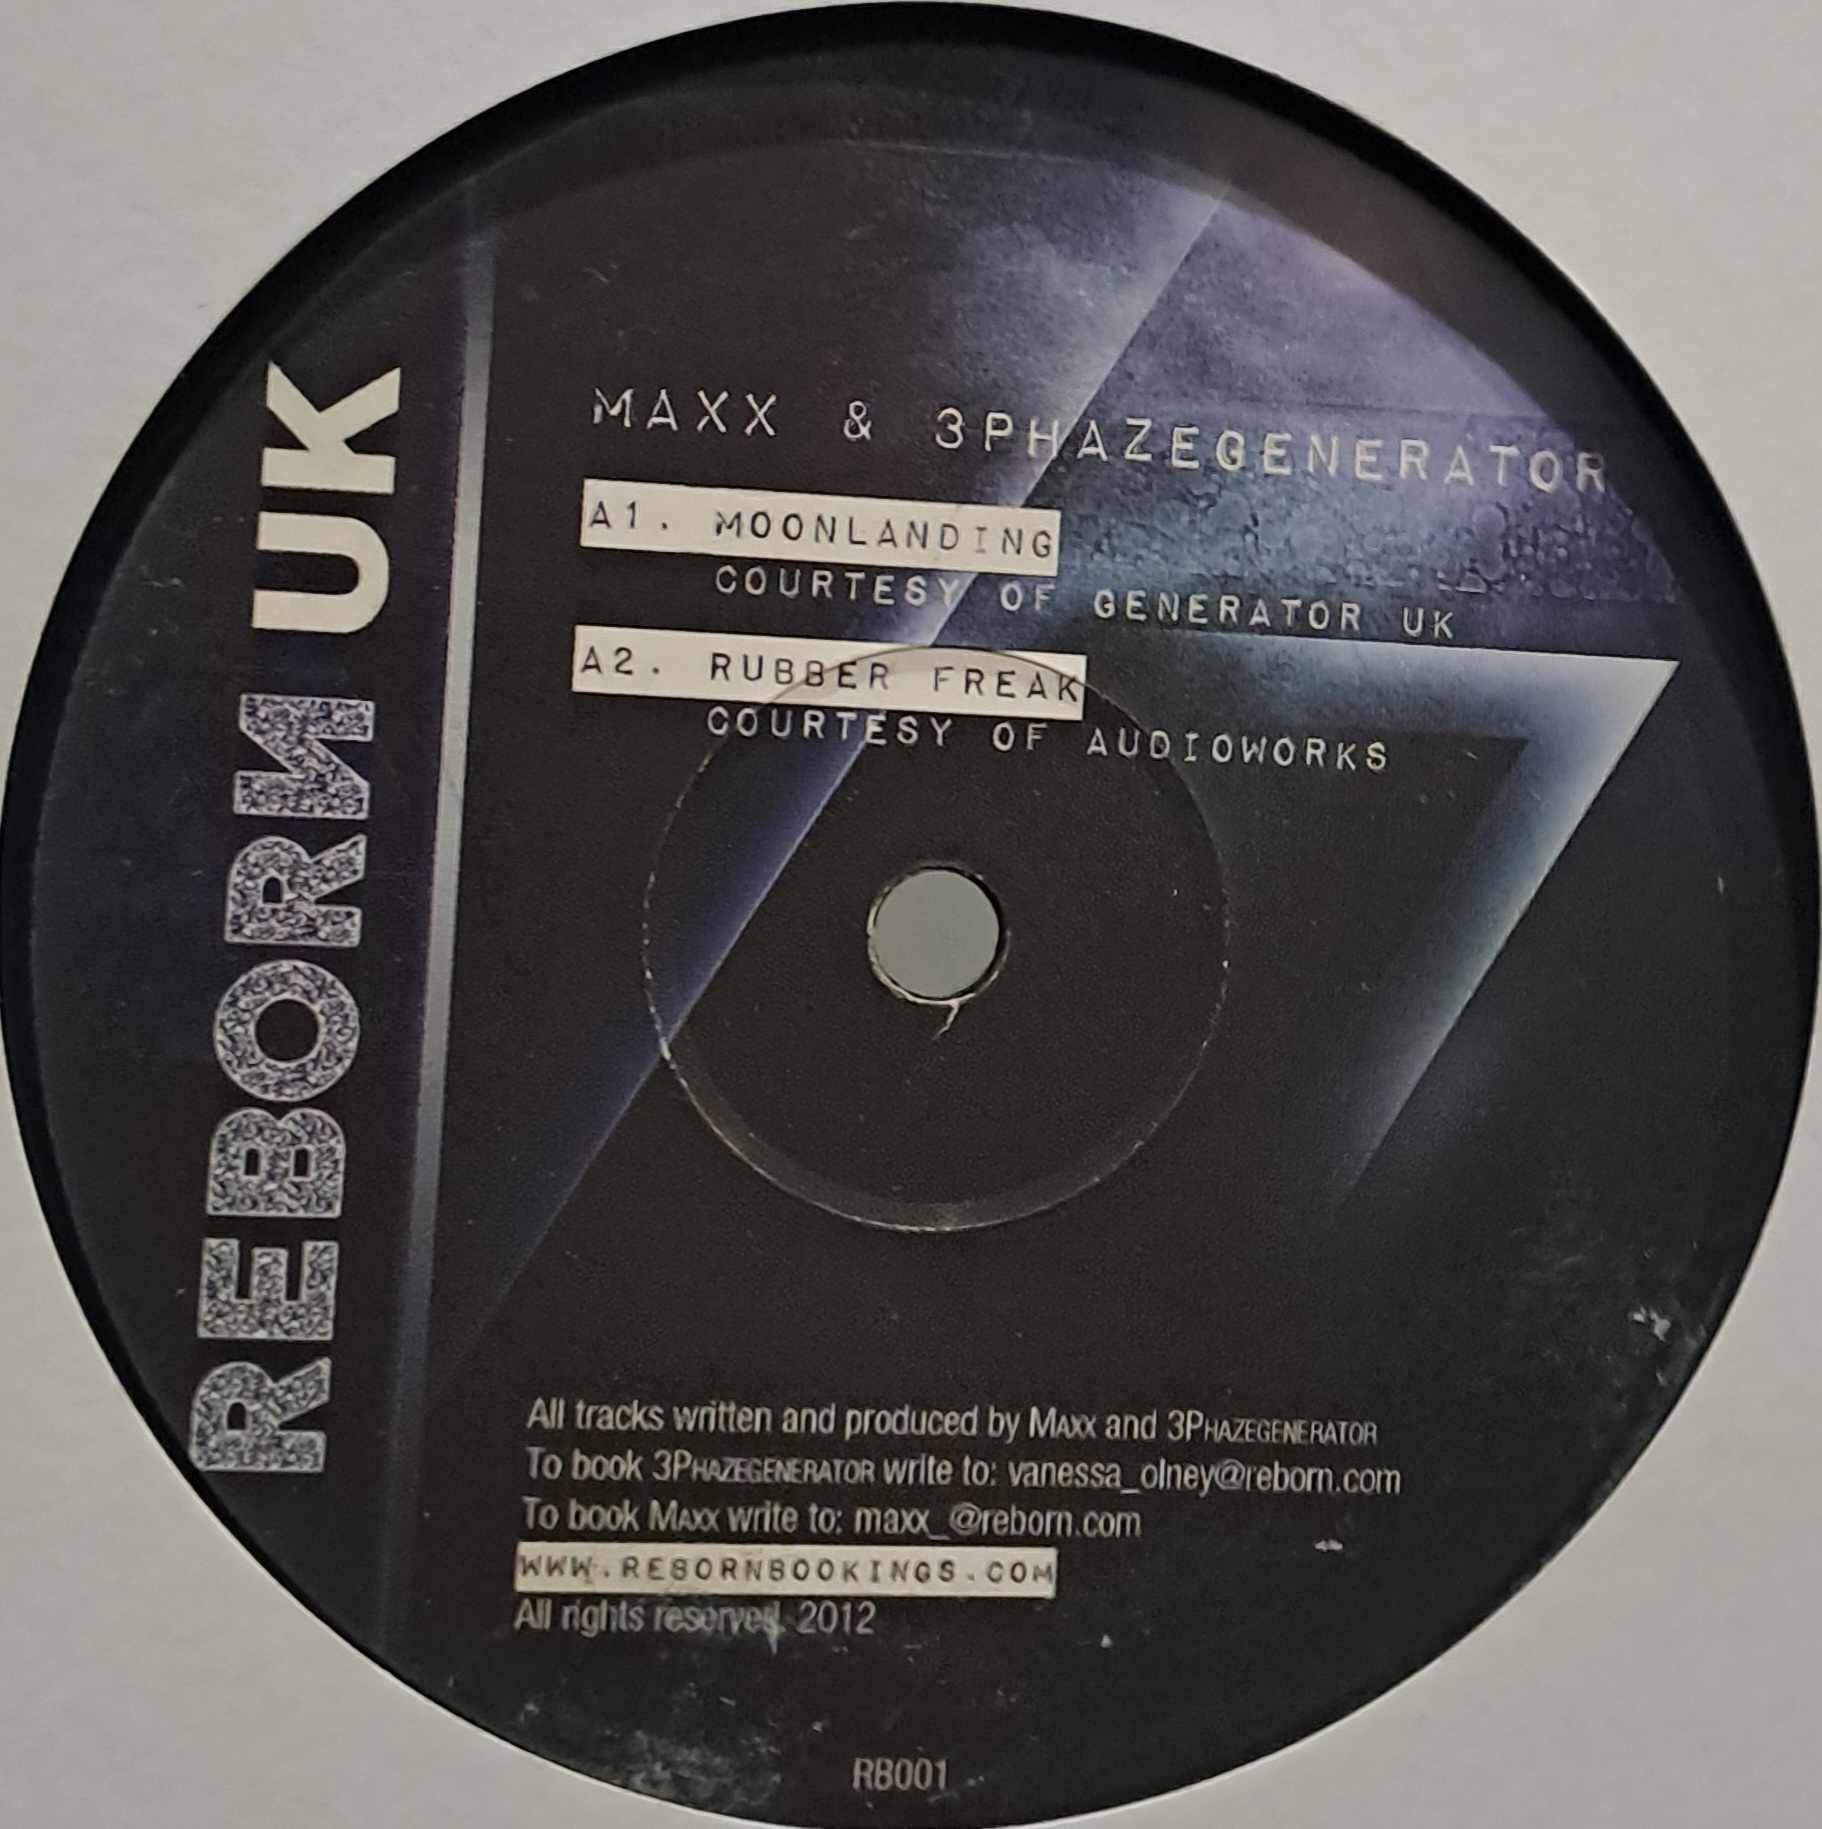 REBORN UK
MAXX & 3PHAZEGENERATOR
A1. MOONLANDING
COURTESY OF GENERATOR UK
A2. RUBBER FREAK
COURTESY OF AUDIOWORKS
All tracks written and produced by MAXX and 3PHAZEGENERATOR
To book 3PHAZEGENERATOR write to: vanessa_olney@reborn.com
To book MAXX write to: maxx_@reborn.com
WWW.REBORNBOOKINGS.COM
All rights reserved. 2012
RB001